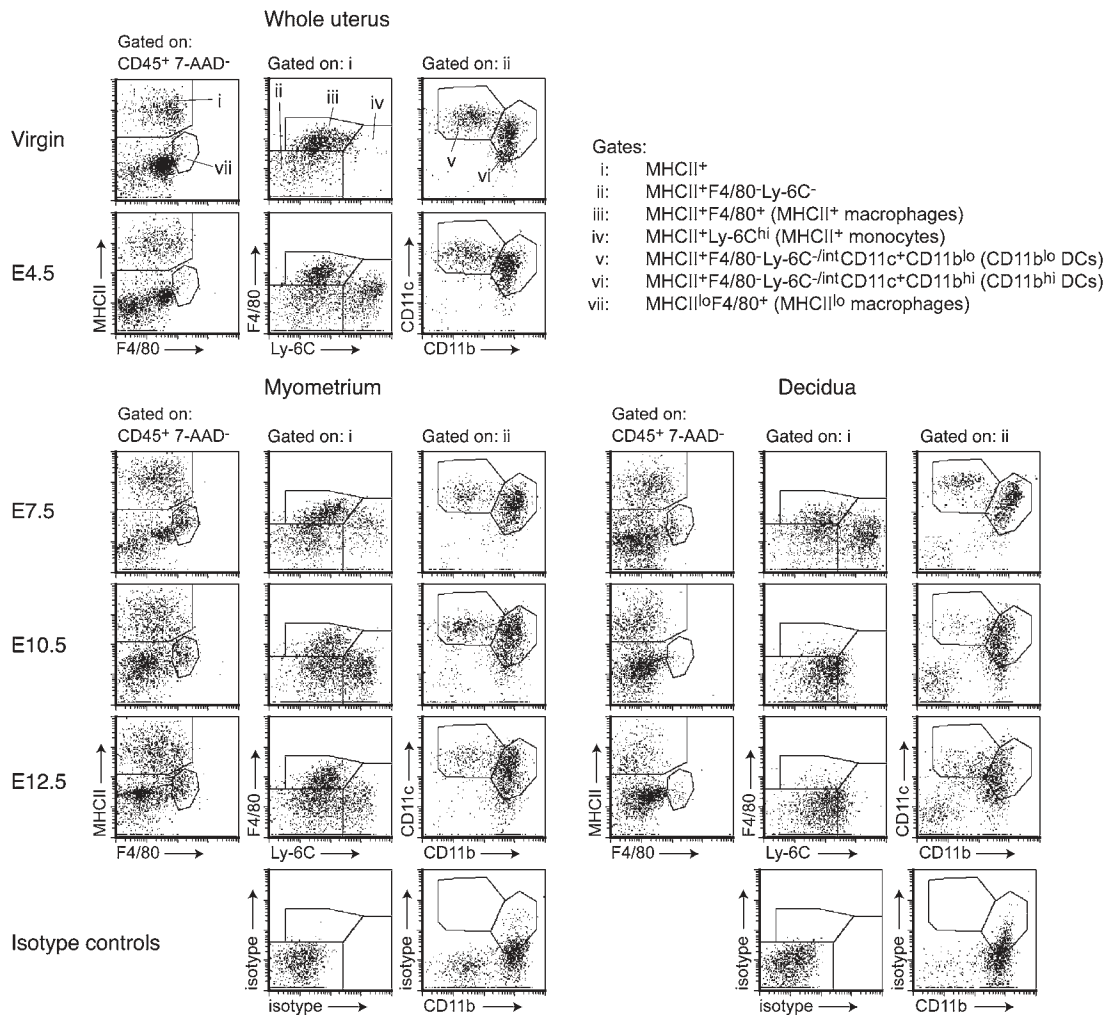 Whole uterus
Gated on:
CD45⁺ 7-AAD⁻
Gated on: i
Gated on: ii
Virgin
i
vii
ii
iii
iv
v
vi
E4.5
MHCII
F4/80
F4/80
Ly-6C
CD11c
CD11b
Gates:
i: MHCII⁺
ii: MHCII⁺F4/80⁻Ly-6C⁻
iii: MHCII⁺F4/80⁺ (MHCII⁺ macrophages)
iv: MHCII⁺Ly-6Cʰⁱ (MHCII⁺ monocytes)
v: MHCII⁺F4/80⁻Ly-6C⁻/ⁱⁿᵗCD11c⁺CD11bˡᵒ (CD11bˡᵒ DCs)
vi: MHCII⁺F4/80⁻Ly-6C⁻/ⁱⁿᵗCD11c⁺CD11bʰⁱ (CD11bʰⁱ DCs)
vii: MHCIIˡᵒF4/80⁺ (MHCIIˡᵒ macrophages)
Myometrium
Gated on:
CD45⁺ 7-AAD⁻
Gated on: i
Gated on: ii
Decidua
Gated on:
CD45⁺ 7-AAD⁻
Gated on: i
Gated on: ii
E7.5
E10.5
E12.5
MHCII
F4/80
F4/80
Ly-6C
CD11c
CD11b
MHCII
F4/80
F4/80
Ly-6C
CD11c
CD11b
Isotype controls
isotype
isotype
isotype
CD11b
isotype
isotype
isotype
CD11b